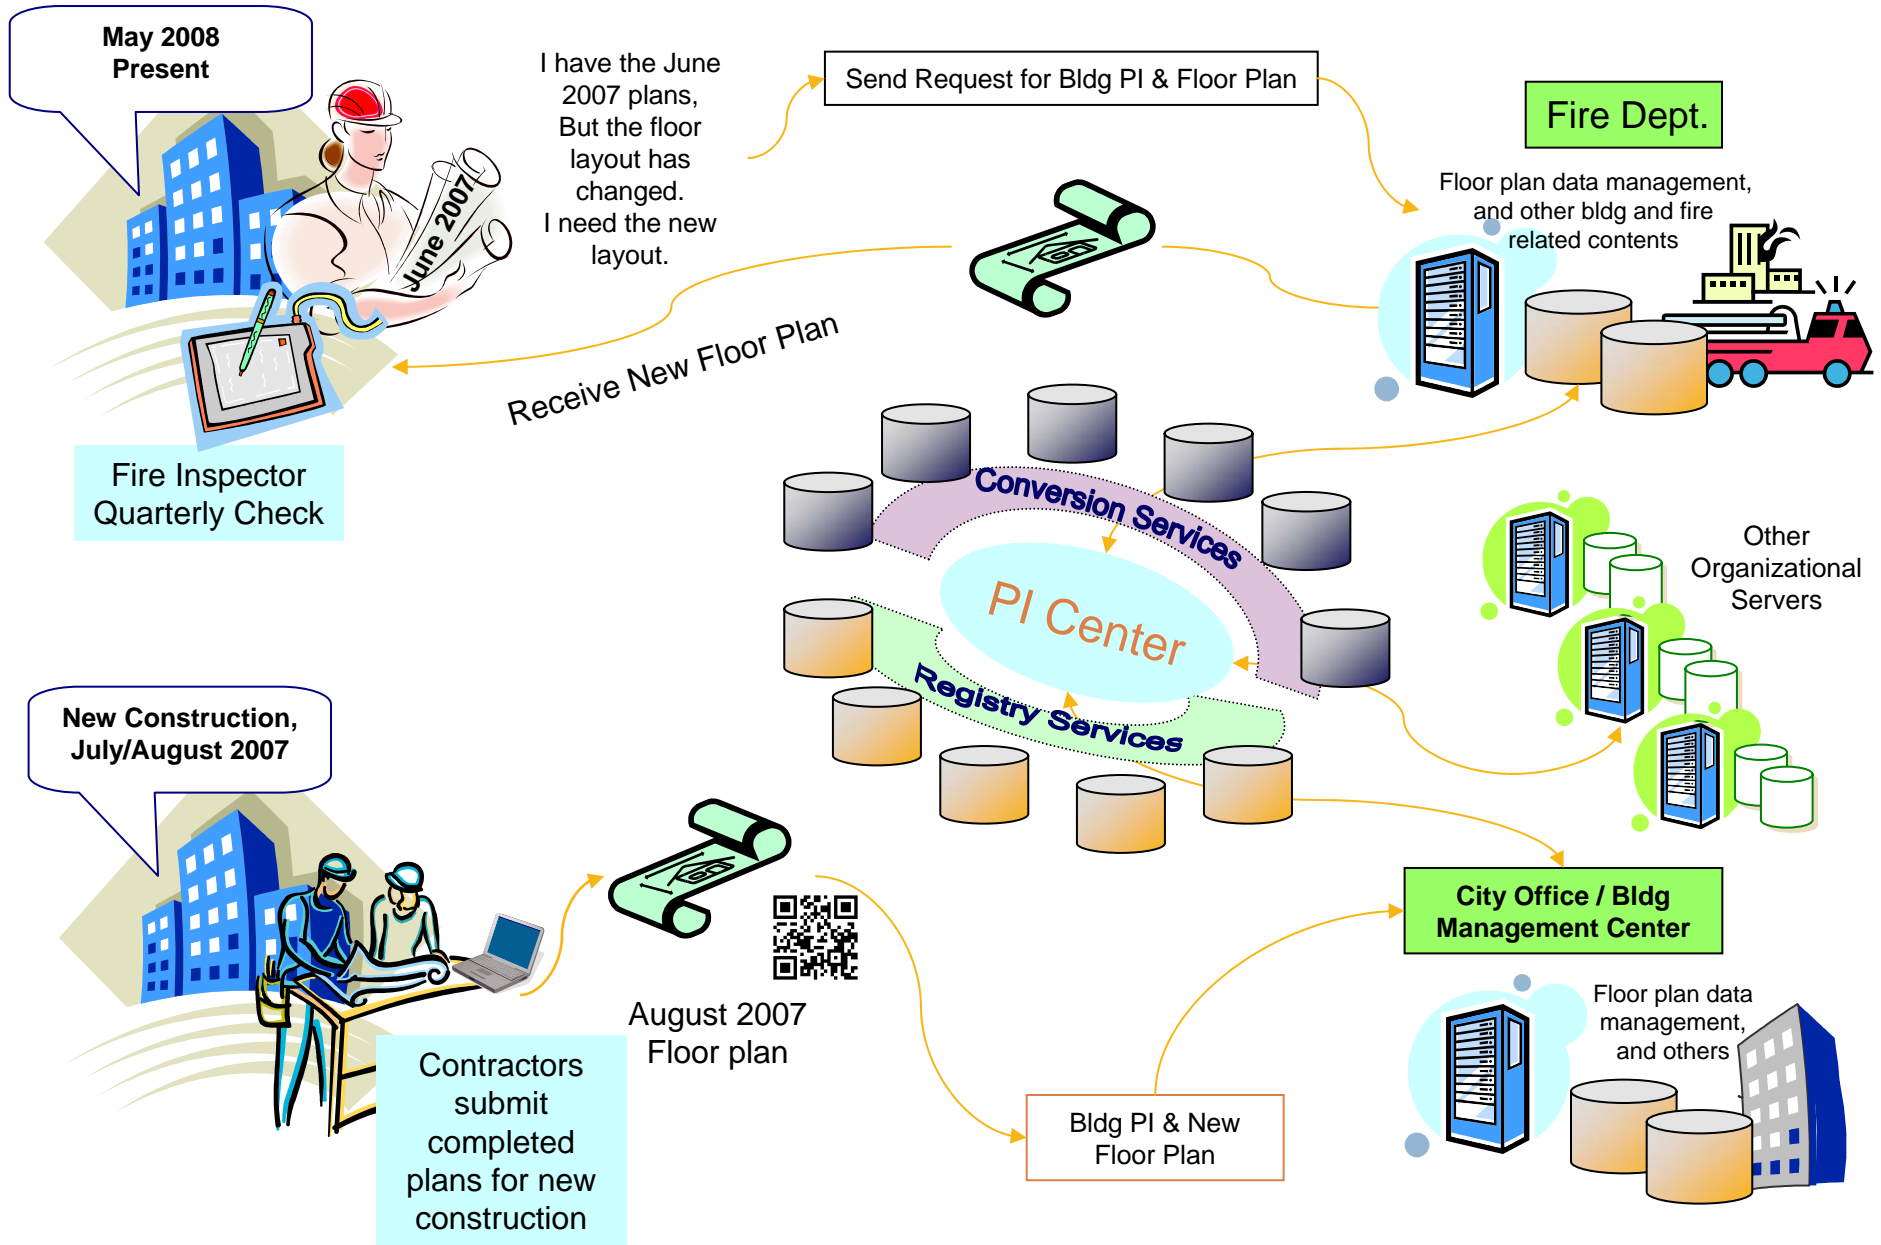 May 2008
Present
I have the June
2007 plans,
But the floor
layout has
changed.
I need the new
layout.
Send Request for Bldg PI & Floor Plan
Fire Dept.
Floor plan data management,
and other bldg and fire
related contents
June 2007
Receive New Floor Plan
Fire Inspector
Quarterly Check
Conversion Services
PI Center
Registry Services
Other
Organizational
Servers
New Construction,
July/August 2007
August 2007
Floor plan
Contractors
submit
completed
plans for new
construction
Bldg PI & New
Floor Plan
City Office / Bldg
Management Center
Floor plan data
management,
and others